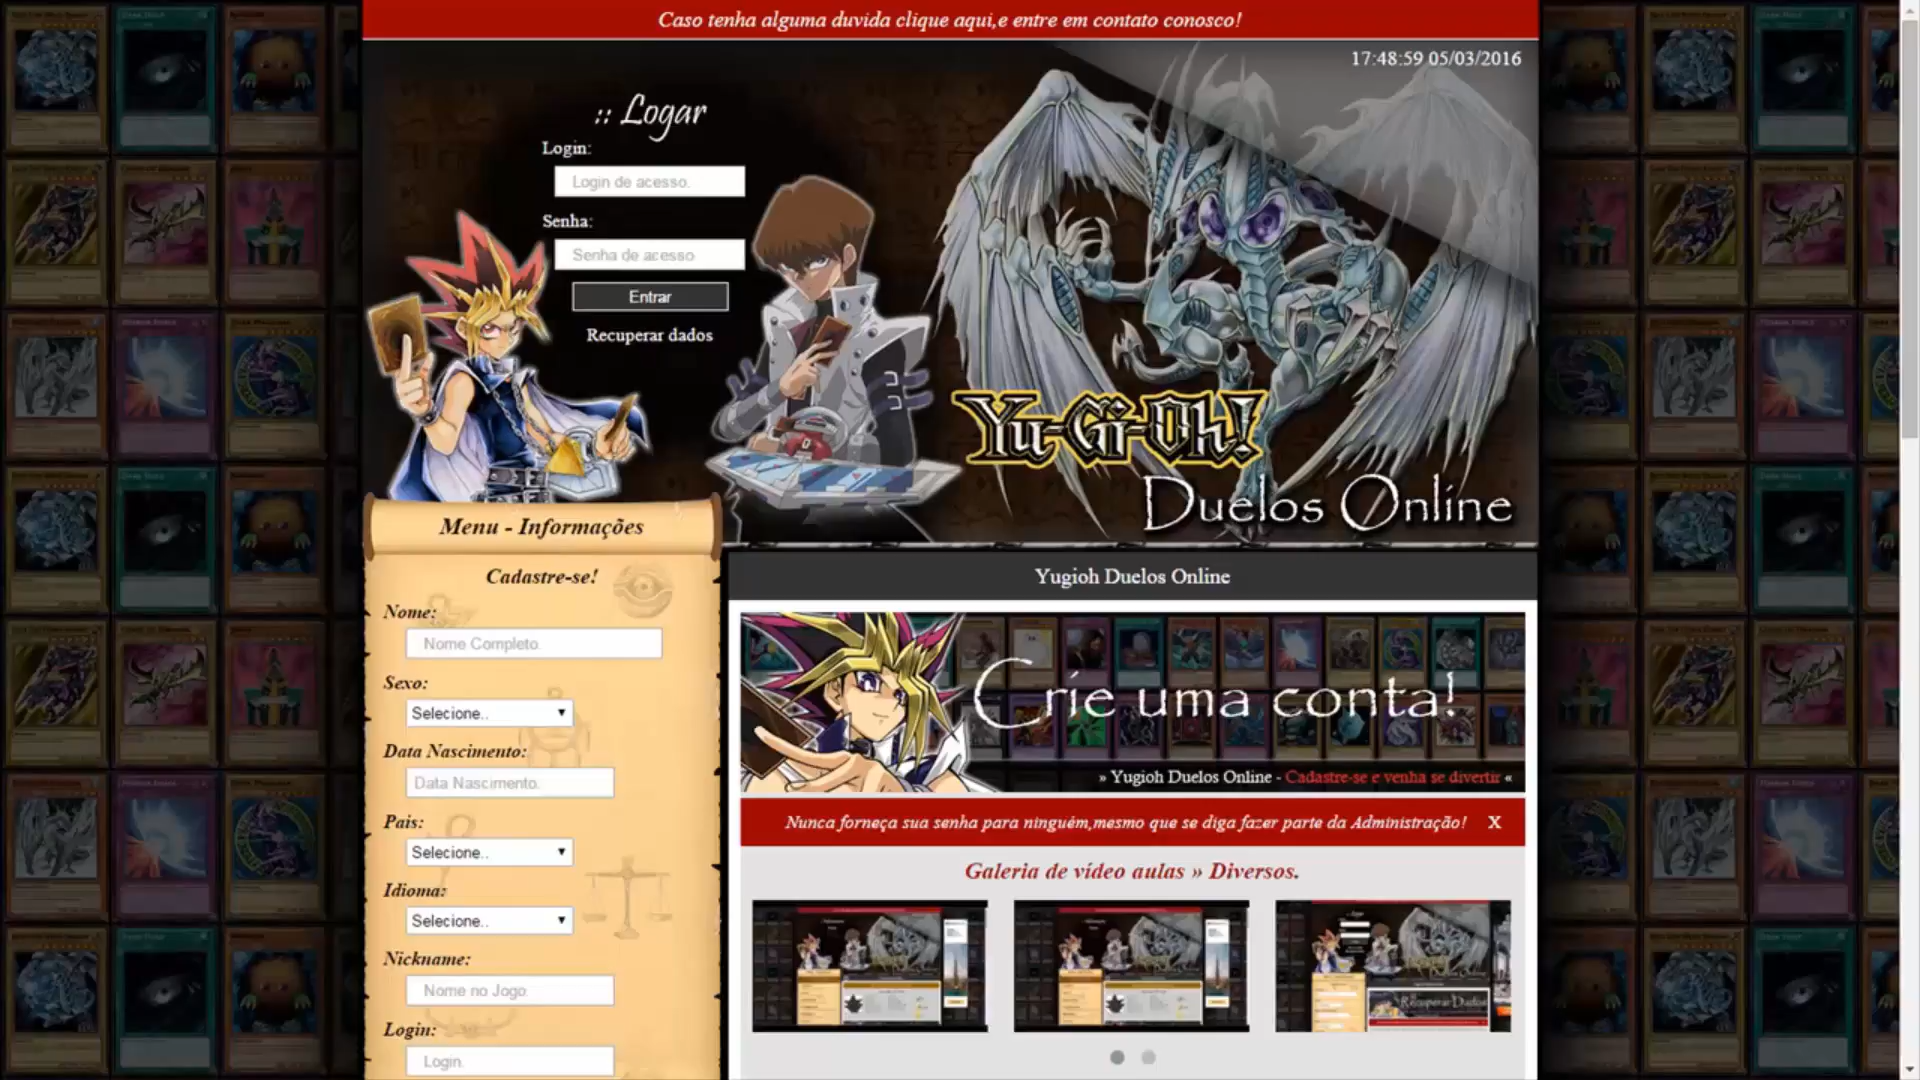 Caso tenha alguma duvida clique aqui,e entre em contato conosco!
17:48:59 05/03/2016
:: Logar
Login:
Login de acesso.
Senha:
Senha de acesso
Entrar
Recuperar dados
Yu-Gi-Oh!
Duelos Online
Menu - Informações
Cadastre-se!
Nome:
Nome Completo.
Sexo:
Selecione..
Data Nascimento:
Data Nascimento.
Pais:
Selecione..
Idioma:
Selecione..
Nickname:
Nome no Jogo
Login:
Login.
Yugioh Duelos Online
Crie uma conta!
» Yugioh Duelos Online - Cadastre-se e venha se divertir «
Nunca forneça sua senha para ninguém,mesmo que se diga fazer parte da Administração! X
Galeria de vídeo aulas » Diversos.
Recuperar Dados